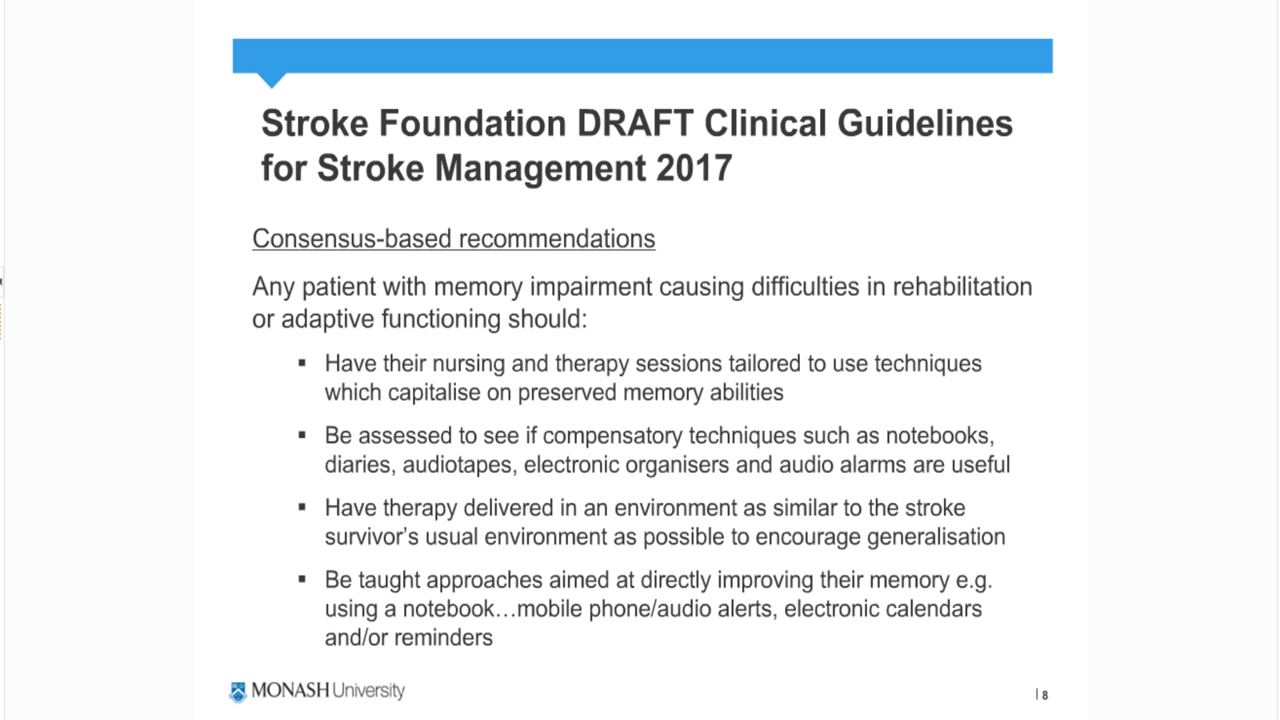 Stroke Foundation DRAFT Clinical Guidelines
for Stroke Management 2017
Consensus-based recommendations
Any patient with memory impairment causing difficulties in rehabilitation
or adaptive functioning should:
▪ Have their nursing and therapy sessions tailored to use techniques
which capitalise on preserved memory abilities
▪ Be assessed to see if compensatory techniques such as notebooks,
diaries, audiotapes, electronic organisers and audio alarms are useful
▪ Have therapy delivered in an environment as similar to the stroke
survivor’s usual environment as possible to encourage generalisation
▪ Be taught approaches aimed at directly improving their memory e.g.
using a notebook…mobile phone/audio alerts, electronic calendars
and/or reminders
MONASH University
| 8